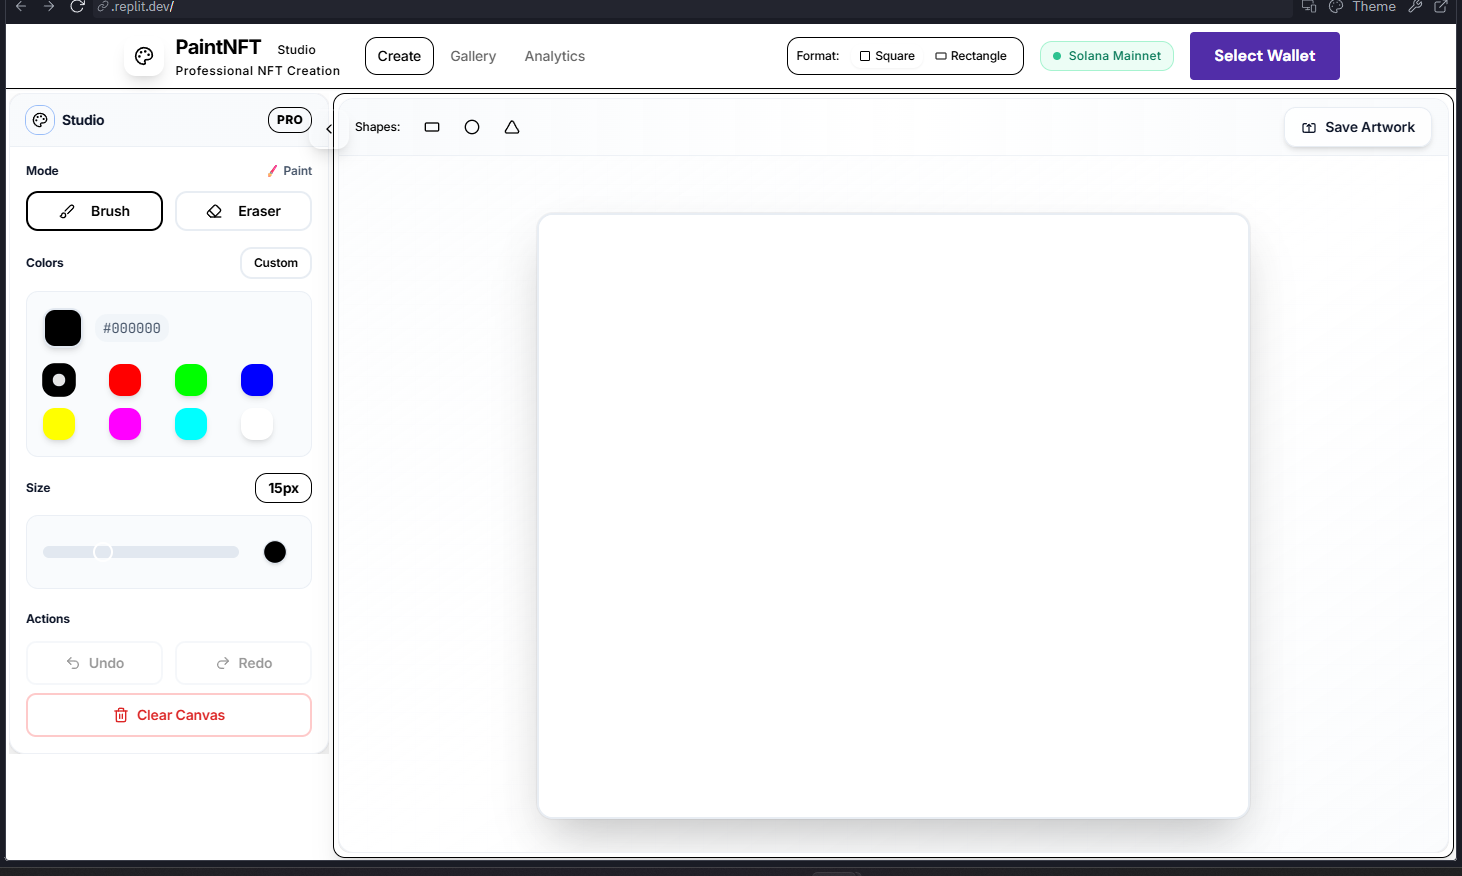 .replit.dev/
Theme
PaintNFT Studio
Professional NFT Creation
Create
Gallery
Analytics
Format:
Square
Rectangle
Solana Mainnet
Select Wallet
Studio
PRO
Shapes:
Save Artwork
Mode
Paint
Brush
Eraser
Colors
Custom
#000000
Size
15px
Actions
Undo
Redo
Clear Canvas